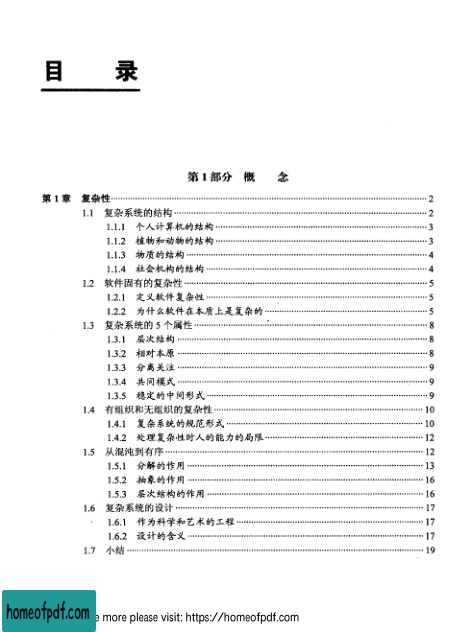 目 录
第1部分 概 念
第1章 复杂性……2
1.1 复杂系统的结构……2
1.1.1 个人计算机的结构……3
1.1.2 植物和动物的结构……3
1.1.3 物质的结构……4
1.1.4 社会机构的结构……4
1.2 软件固有的复杂性……5
1.2.1 定义软件复杂性……5
1.2.2 为什么软件在本质上是复杂的……5
1.3 复杂系统的5个属性……8
1.3.1 层次结构……8
1.3.2 相对本原……8
1.3.3 分离关注……9
1.3.4 共同模式……9
1.3.5 稳定的中间形式……9
1.4 有组织和无组织的复杂性……10
1.4.1 复杂系统的规范形式……10
1.4.2 处理复杂性时人的能力的局限……12
1.5 从混沌到有序……12
1.5.1 分解的作用……13
1.5.2 抽象的作用……16
1.5.3 层次结构的作用……16
1.6 复杂系统的设计……17
1.6.1 作为科学和艺术的工程……17
1.6.2 设计的含义……17
1.7 小结……19
homeofpdf.com
e more please visit: https://homeofpdf.com